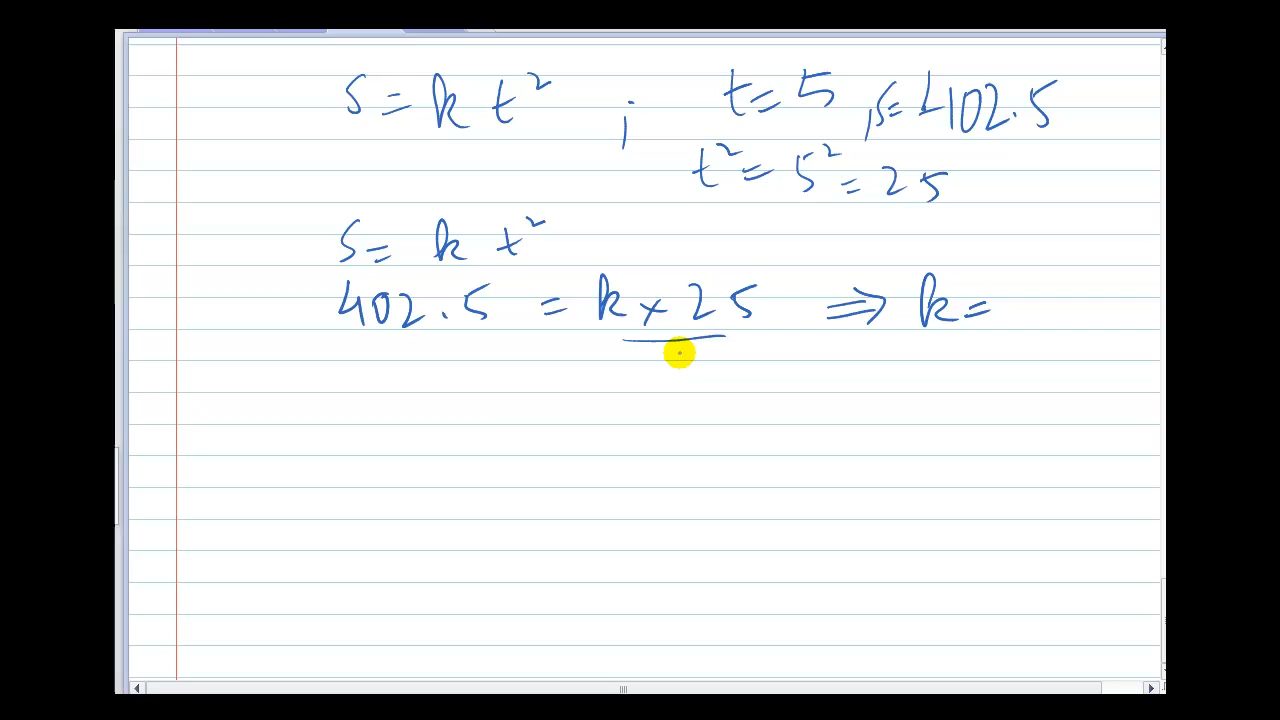 s = k t² ; t = 5 , s = 402.5
t² = 5² = 25
s = k t²
402.5 = k × 25 ⇒ k =